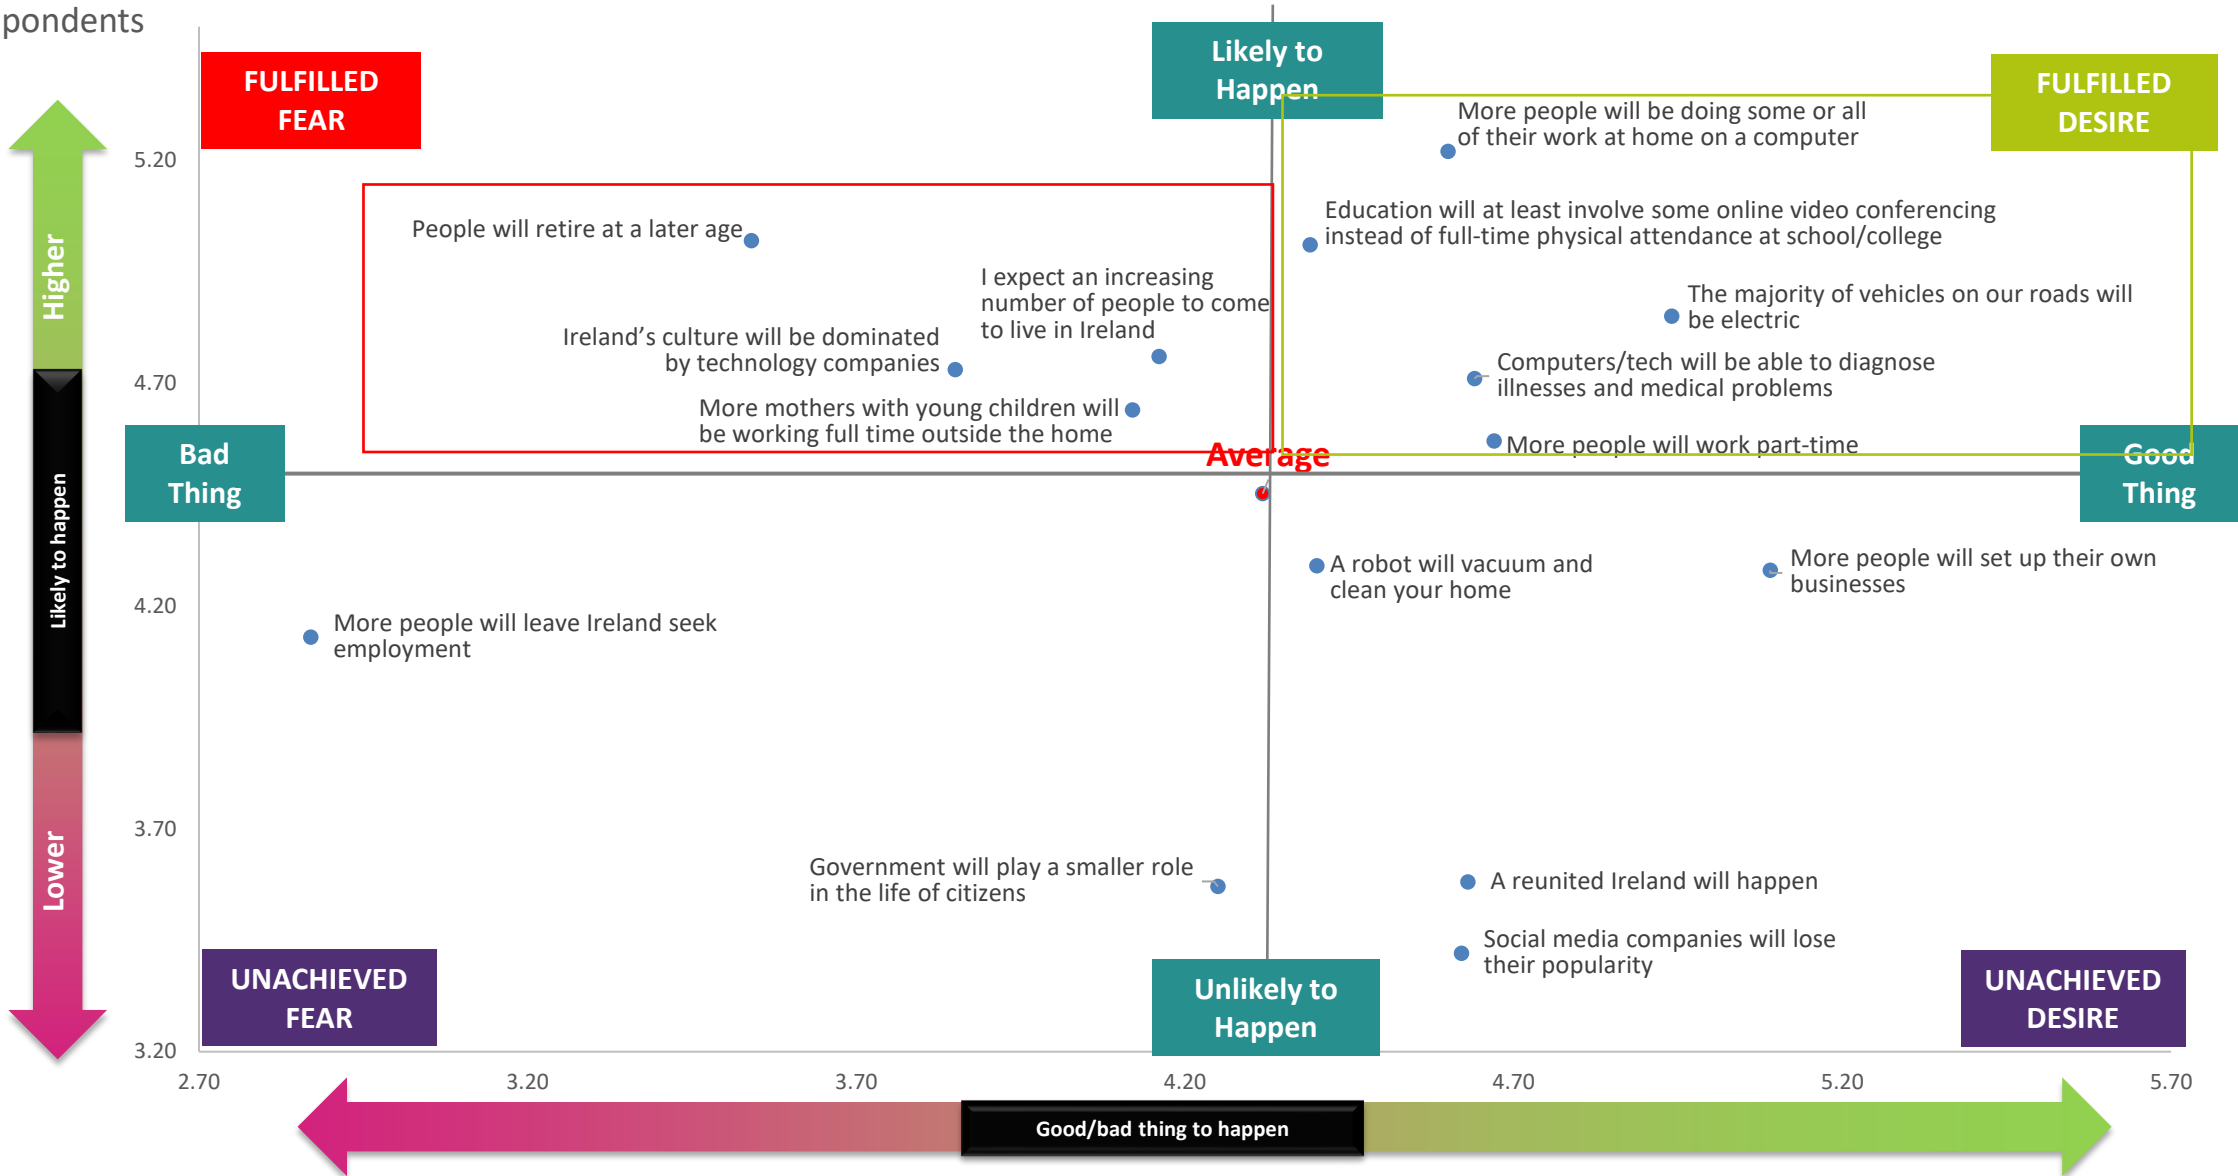 pondents
FULFILLED
FEAR
Likely to
Happen
FULFILLED
DESIRE
More people will be doing some or all
of their work at home on a computer
5.20
People will retire at a later age
Education will at least involve some online video conferencing
instead of full-time physical attendance at school/college
Higher
I expect an increasing
number of people to come
to live in Ireland
The majority of vehicles on our roads will
be electric
Ireland’s culture will be dominated
by technology companies
Computers/tech will be able to diagnose
illnesses and medical problems
4.70
More mothers with young children will
be working full time outside the home
More people will work part-time
Bad
Thing
Average
Good
Thing
Likely to happen
A robot will vacuum and
clean your home
More people will set up their own
businesses
4.20
More people will leave Ireland seek
employment
3.70
Lower
Government will play a smaller role
in the life of citizens
A reunited Ireland will happen
Social media companies will lose
their popularity
UNACHIEVED
FEAR
Unlikely to
Happen
UNACHIEVED
DESIRE
3.20
2.70 3.20 3.70 4.20 4.70 5.20 5.70
Good/bad thing to happen